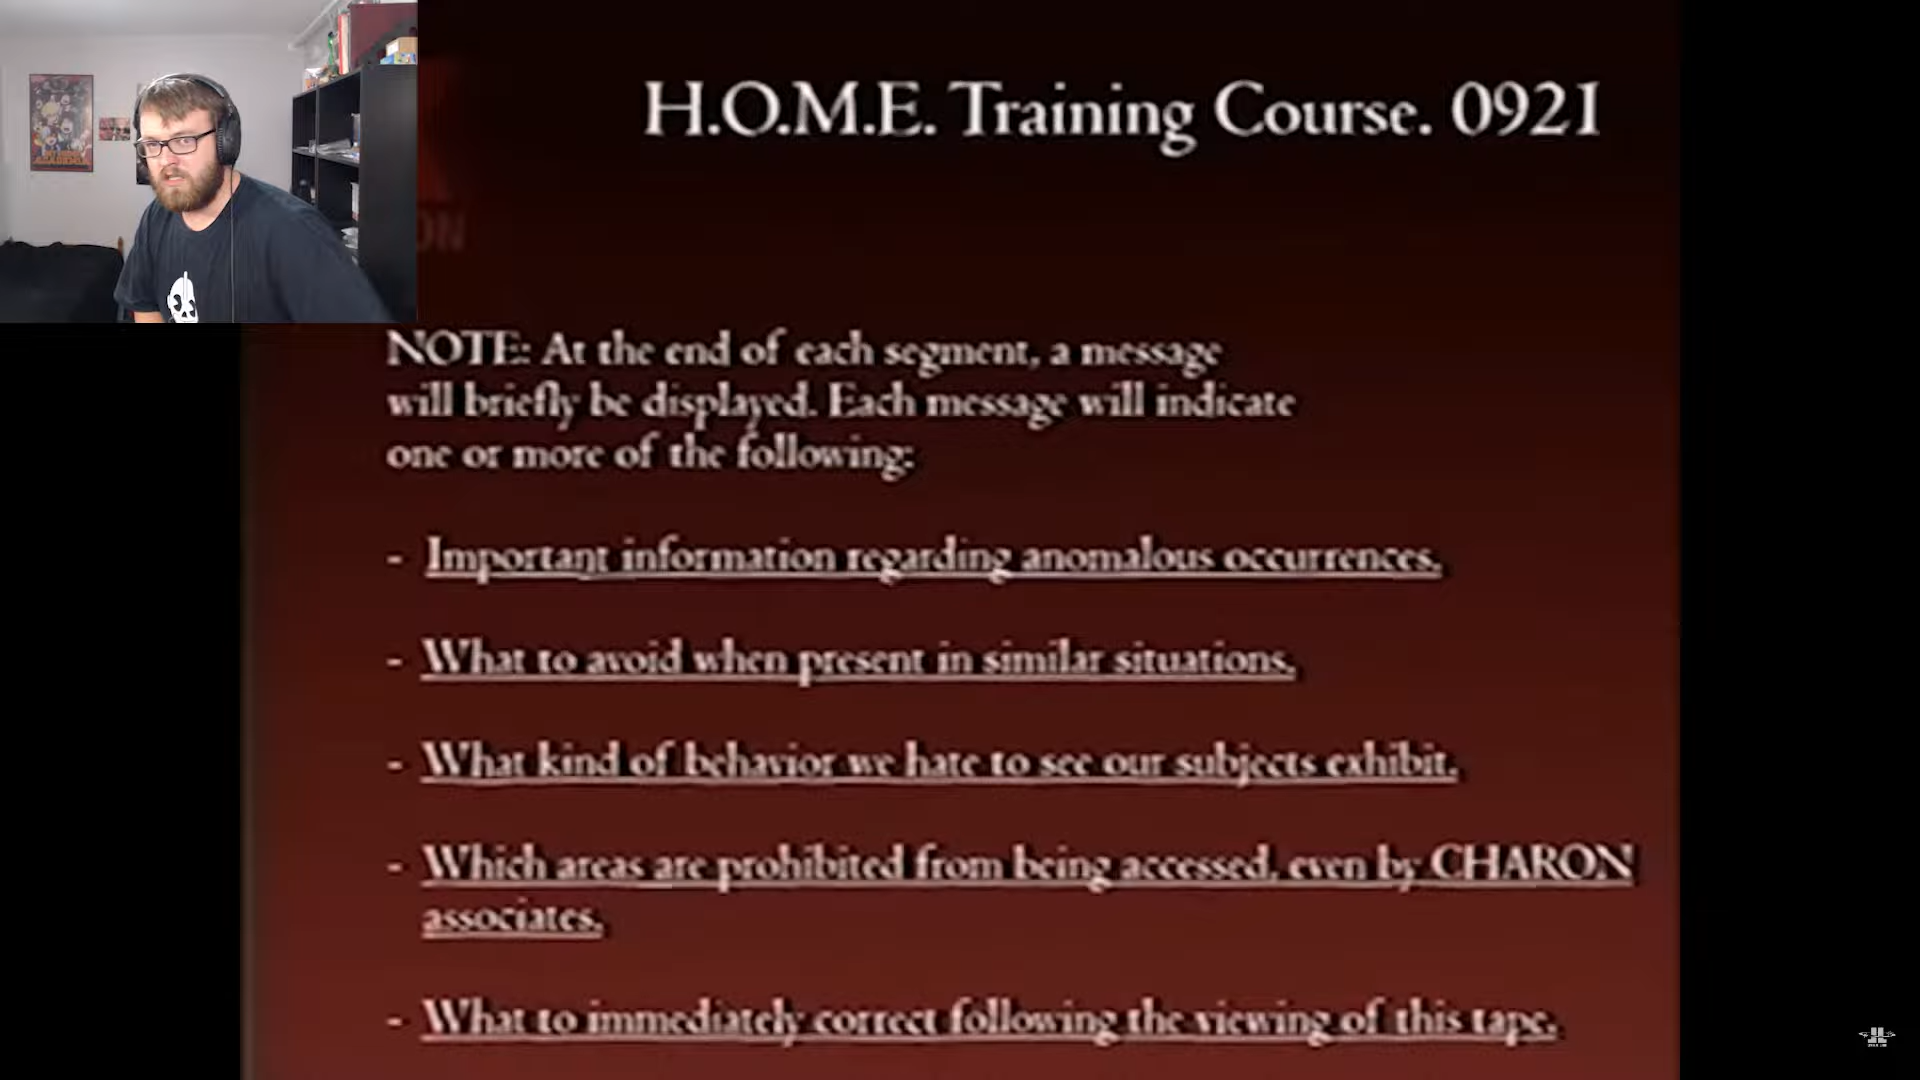 H.O.M.E. Training Course. 0921
ON
NOTE: At the end of each segment, a message
will briefly be displayed. Each message will indicate
one or more of the following:
- Important information regarding anomalous occurrences.
- What to avoid when present in similar situations.
- What kind of behavior we hate to see our subjects exhibit.
- Which areas are prohibited from being accessed, even by CHARON
associates.
- What to immediately correct following the viewing of this tape.